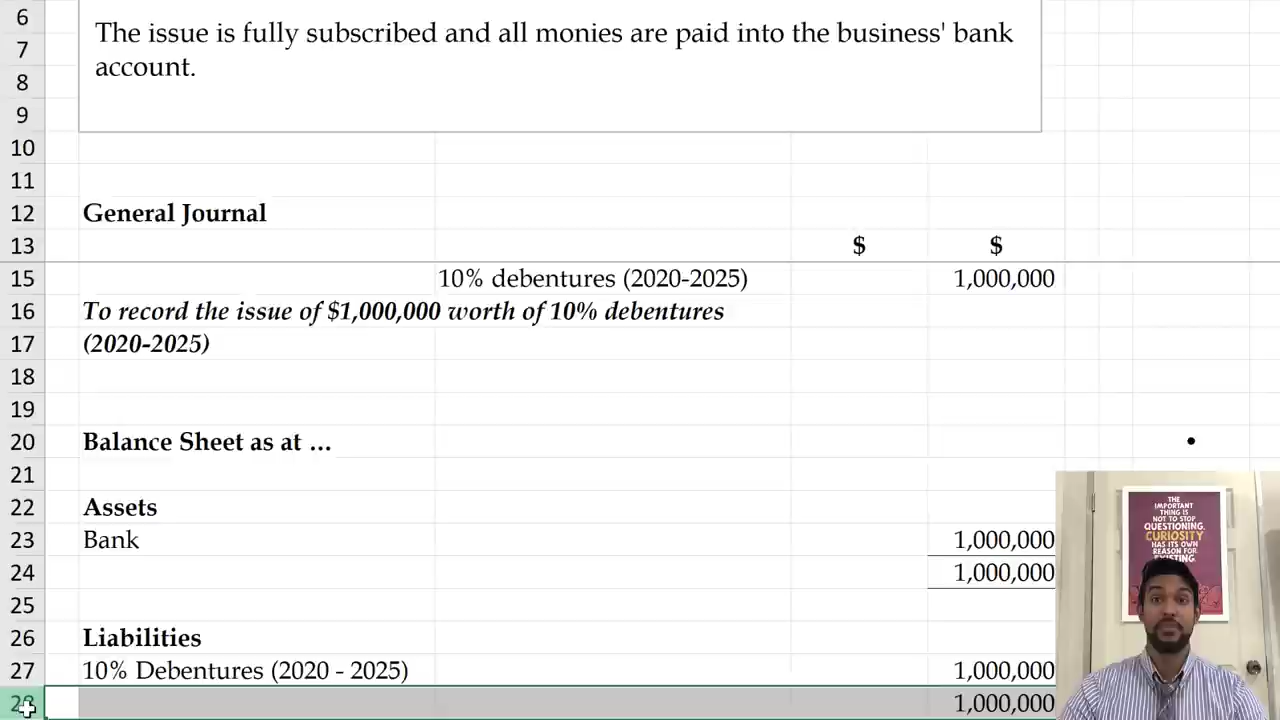 6
The issue is fully subscribed and all monies are paid into the business' bank
7
account.
8
9
10
11
12 General Journal
13 $ $
15 10% debentures (2020-2025) 1,000,000
16 To record the issue of $1,000,000 worth of 10% debentures
17 (2020-2025)
18
19
20 Balance Sheet as at ...
21
22 Assets
23 Bank 1,000,000
24 1,000,000
25
26 Liabilities
27 10% Debentures (2020 - 2025) 1,000,000
1,000,000
THE
IMPORTANT
THING IS
NOT TO STOP
QUESTIONING.
CURIOSITY
HAS ITS OWN
REASON FOR
EXISTING.